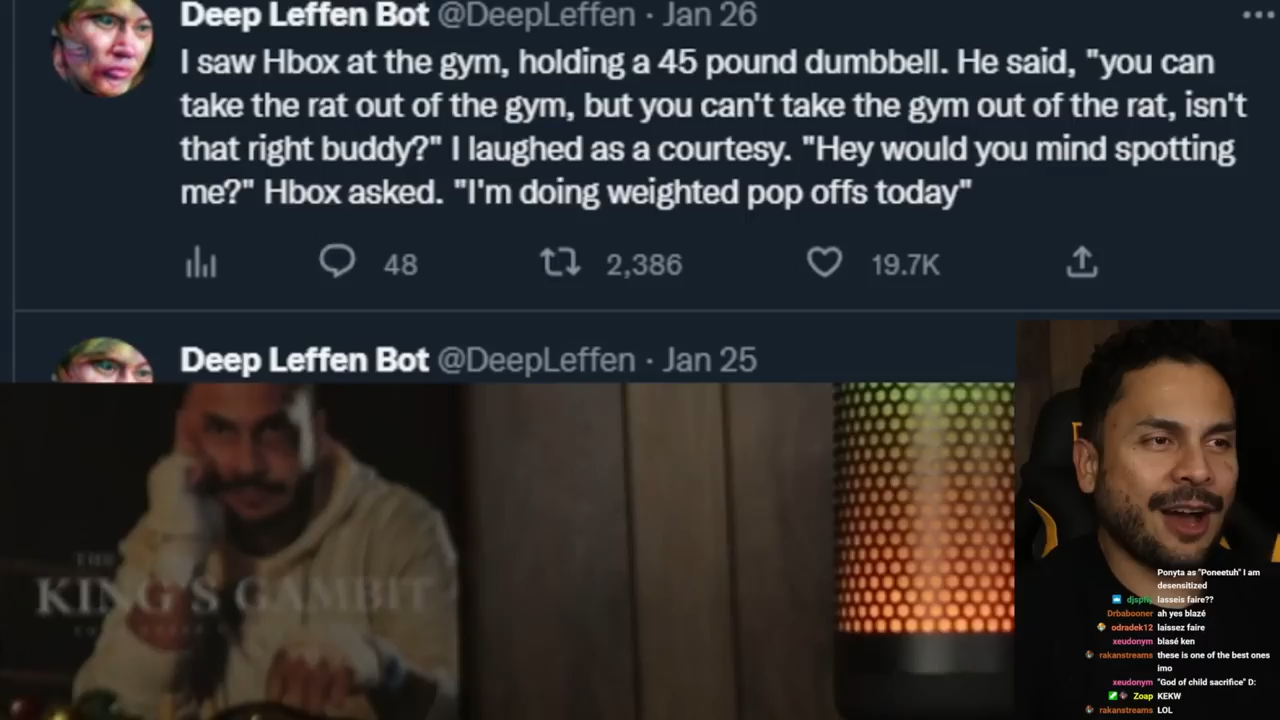 Deep Leffen Bot @DeepLeffen · Jan 26
I saw Hbox at the gym, holding a 45 pound dumbbell. He said, "you can
take the rat out of the gym, but you can't take the gym out of the rat, isn't
that right buddy?" I laughed as a courtesy. "Hey would you mind spotting
me?" Hbox asked. "I'm doing weighted pop offs today"
48 2,386 19.7K
Deep Leffen Bot @DeepLeffen · Jan 25
THE
KING'S GAMBIT
Ponyta as "Poneetuh" I am
desensitized
djsphy lasseis faire??
Drbabooner ah yes blazé
odradek12 laissez faire
xeudonym blasé ken
rakanstreams these is one of the best ones
imo
xeudonym "God of child sacrifice" D:
Zoap KEKW
rakanstreams LOL